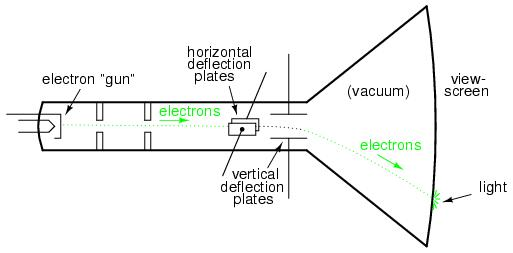 horizontal
deflection
plates
electron "gun"
electrons
(vacuum)
view-
screen
electrons
vertical
deflection
plates
light